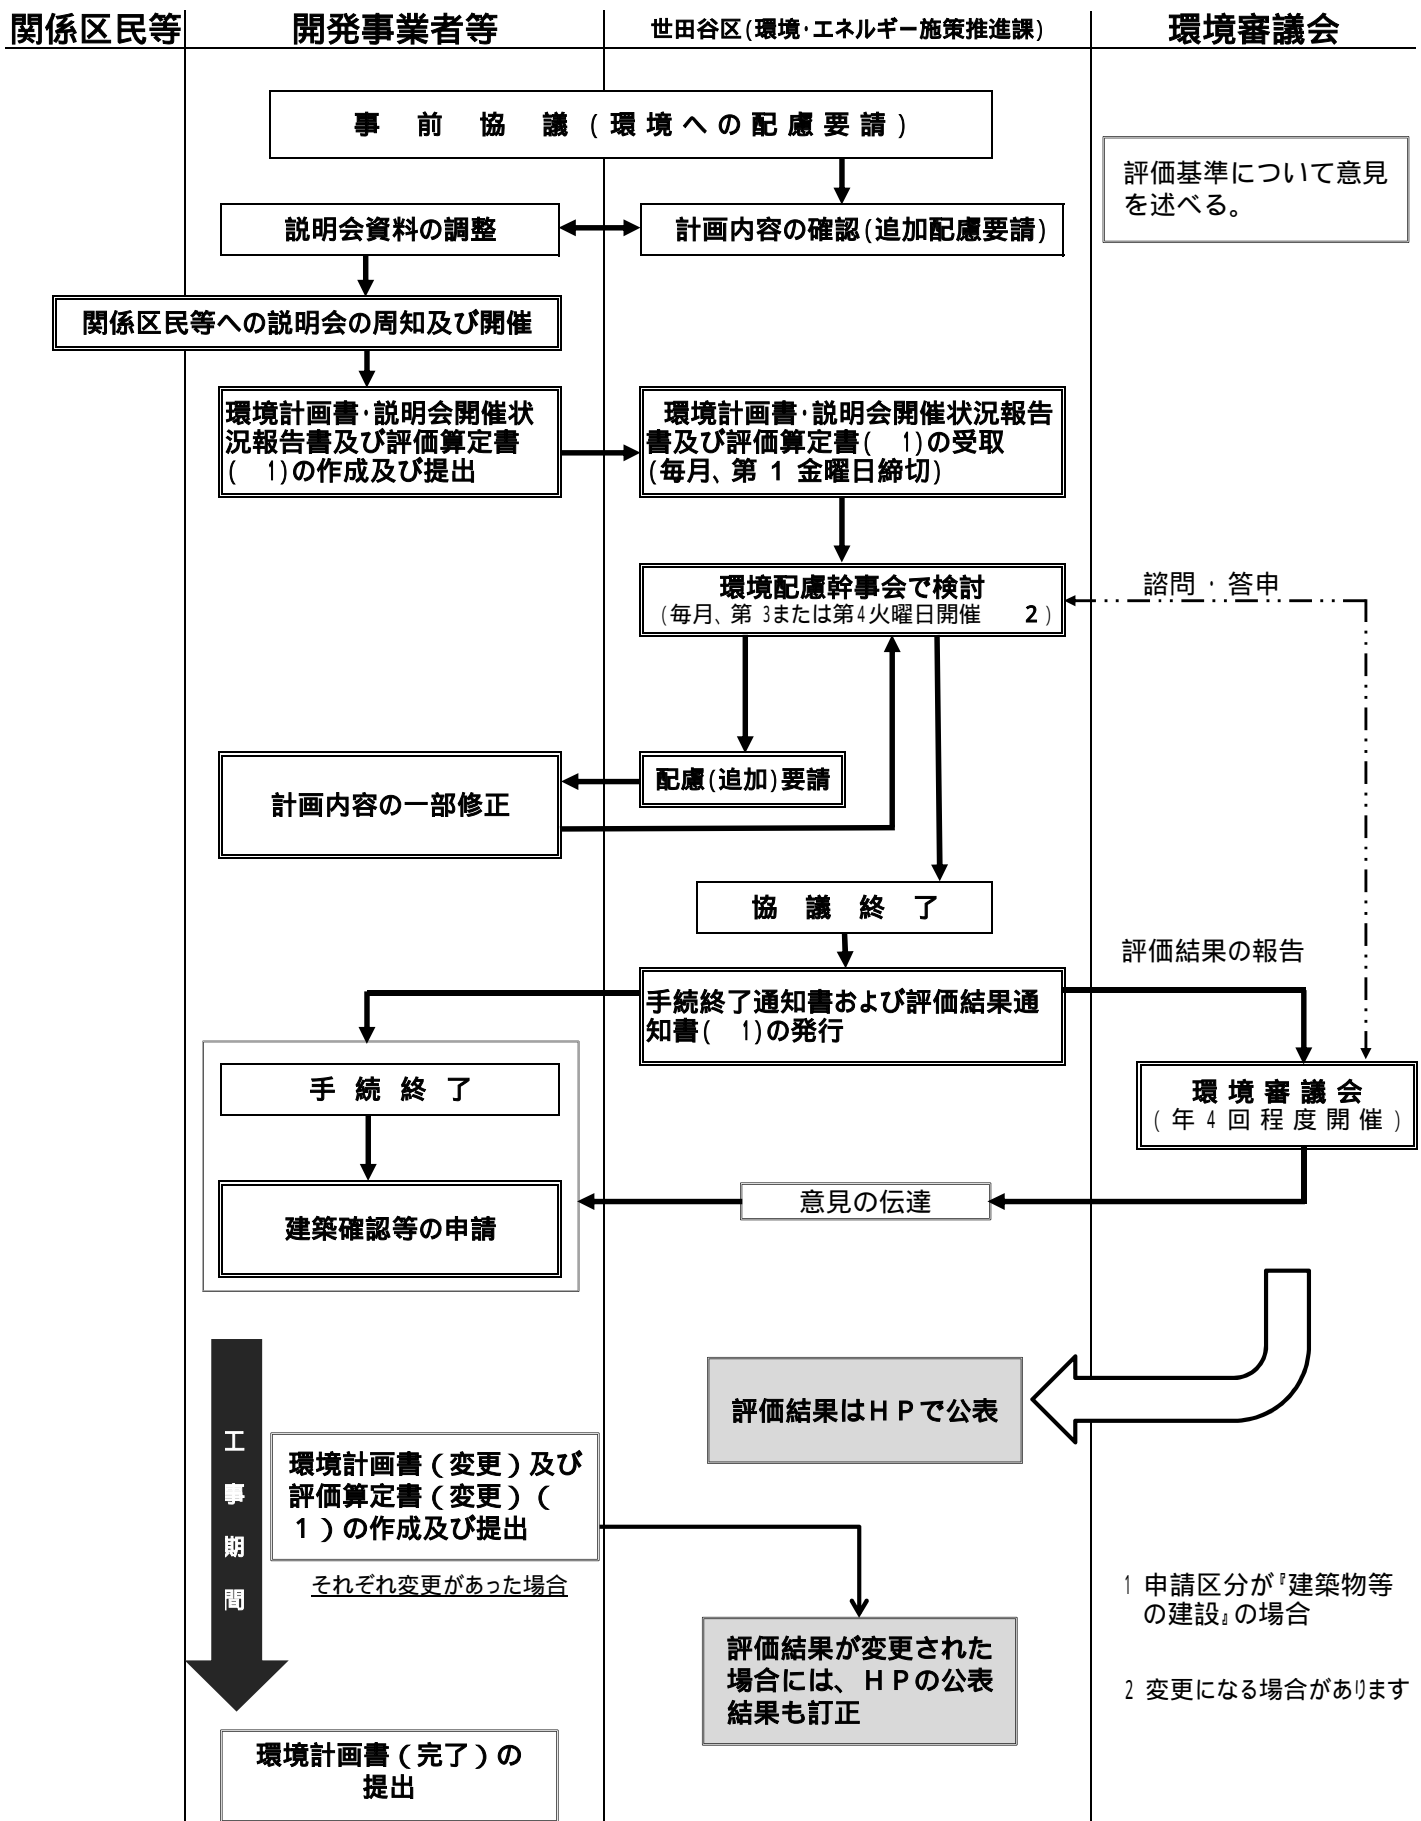 関係区民等
開発事業者等
世田谷区(環境・エネルギー施策推進課)
環境審議会
事前協議(環境への配慮要請)
評価基準について意見
を述べる。
説明会資料の調整
計画内容の確認(追加配慮要請)
関係区民等への説明会の周知及び開催
環境計画書・説明会開催状
況報告書及び評価算定書
( 1)の作成及び提出
環境計画書・説明会開催状況報告
書及び評価算定書( 1)の受取
(毎月、第 1 金曜日締切)
環境配慮幹事会で検討
(毎月、第 3または第4火曜日開催 2)
諮問・答申
配慮(追加)要請
計画内容の一部修正
協議終了
評価結果の報告
手続終了通知書および評価結果通
知書( 1)の発行
手続終了
環境審議会
(年4回程度開催)
意見の伝達
建築確認等の申請
評価結果はHPで公表
工事期間
環境計画書(変更)及び
評価算定書(変更)(
1)の作成及び提出
それぞれ変更があった場合
評価結果が変更された
場合には、HPの公表
結果も訂正
1 申請区分が『建築物等
の建設』の場合
2 変更になる場合があります
環境計画書(完了)の
提出